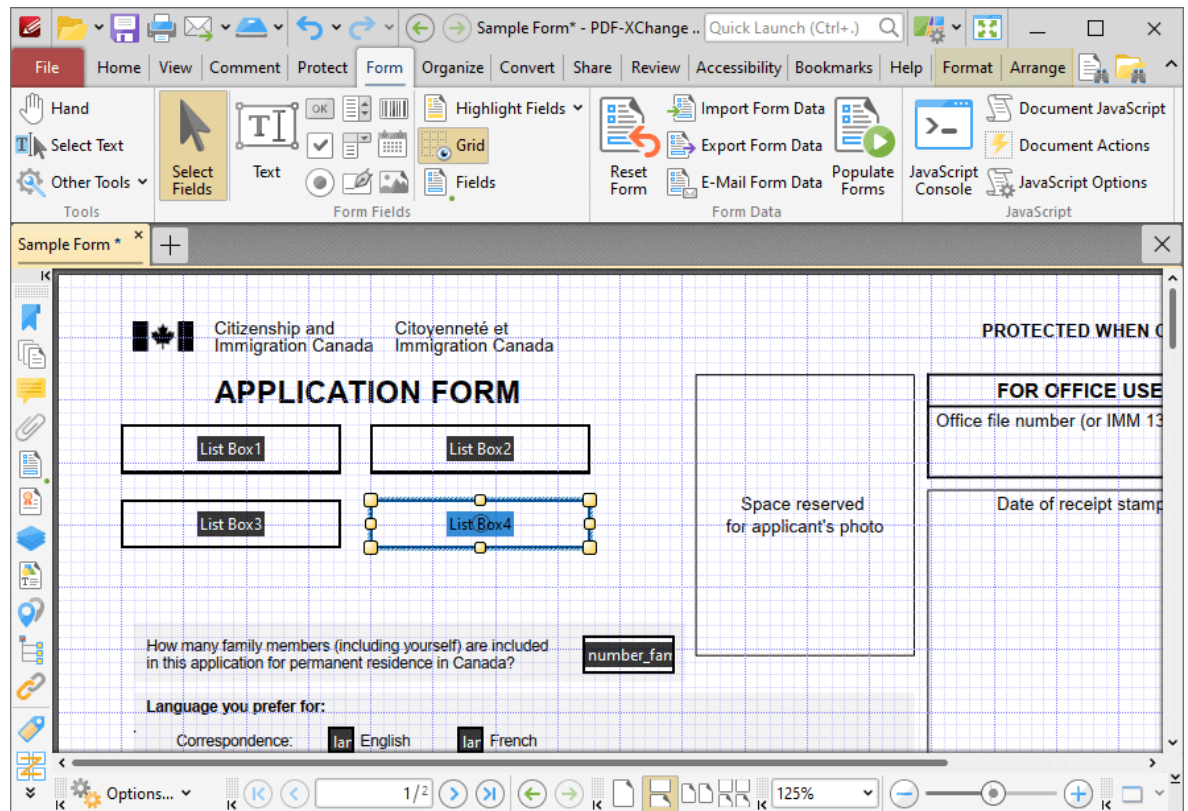 Sample Form* - PDF-XChange ..
Quick Launch (Ctrl+.)
File Home View Comment Protect Form Organize Convert Share Review Accessibility Bookmarks Help Format Arrange
Hand
Select Text
Other Tools
Tools
Select Fields
Text
OK
Highlight Fields
Grid
Fields
Form Fields
Reset Form
Import Form Data
Export Form Data
E-Mail Form Data
Populate Forms
Form Data
JavaScript Console
Document JavaScript
Document Actions
JavaScript Options
JavaScript
Sample Form *
Citizenship and Immigration Canada
Citoyenneté et Immigration Canada
PROTECTED WHEN
APPLICATION FORM
FOR OFFICE USE
Office file number (or IMM 13
List Box1
List Box2
List Box3
List Box4
Space reserved
for applicant's photo
Date of receipt stamp
How many family members (including yourself) are included
in this application for permanent residence in Canada?
number_fam
Language you prefer for:
Correspondence: lar English lar French
Options...
1/2
125%